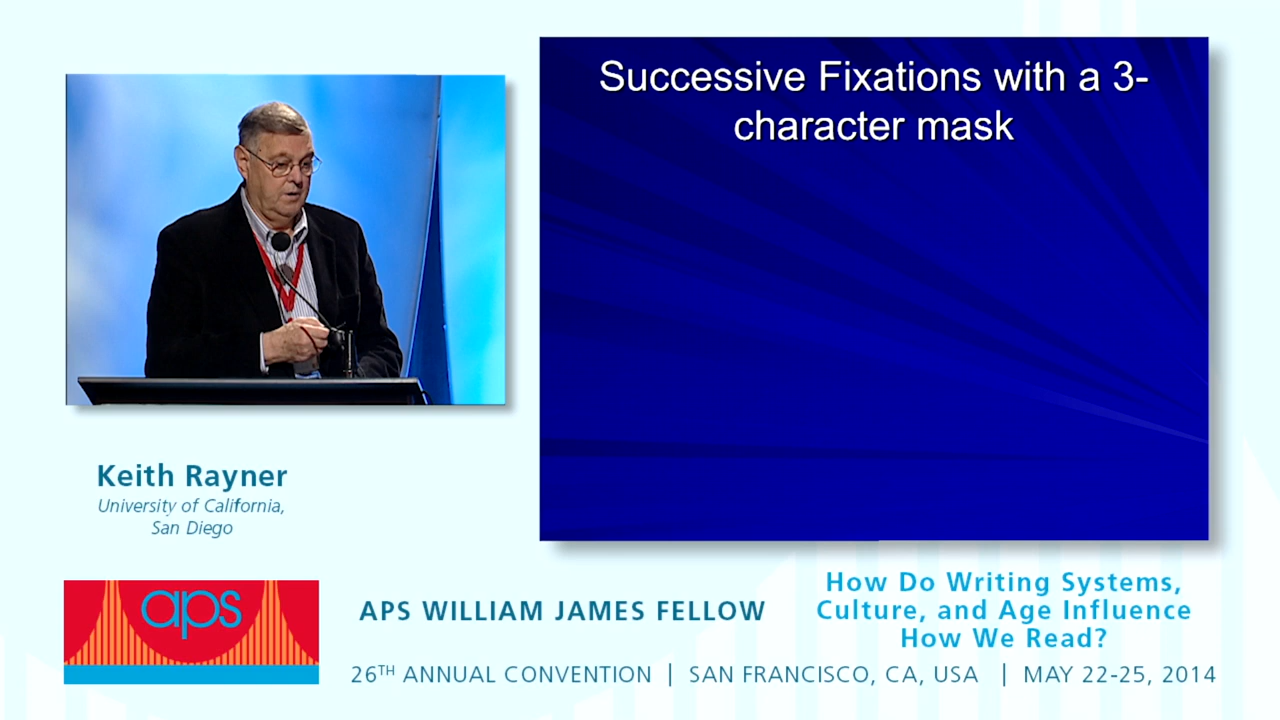 Successive Fixations with a 3-
character mask
Keith Rayner
University of California,
San Diego
aps
APS WILLIAM JAMES FELLOW
How Do Writing Systems,
Culture, and Age Influence
How We Read?
26TH ANNUAL CONVENTION | SAN FRANCISCO, CA, USA | MAY 22-25, 2014